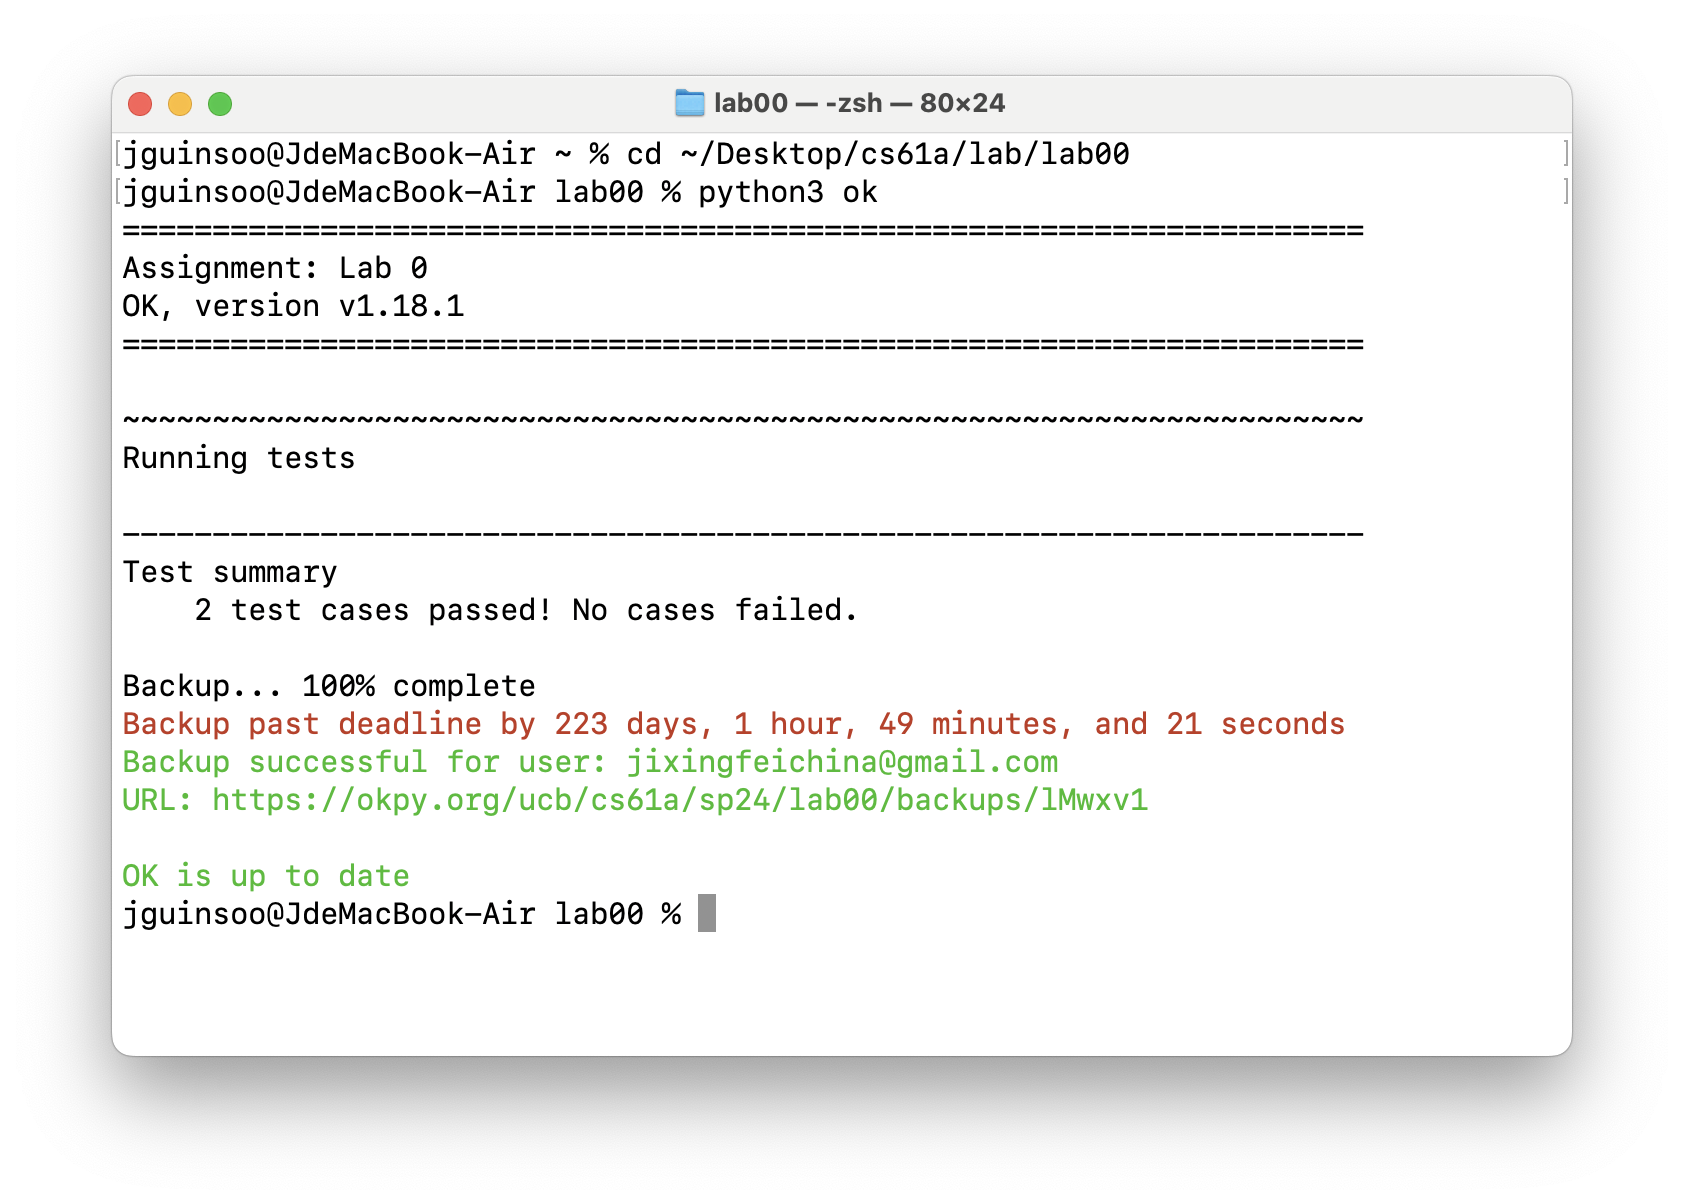 lab00 — -zsh — 80×24
jguinsoo@JdeMacBook-Air ~ % cd ~/Desktop/cs61a/lab/lab00
jguinsoo@JdeMacBook-Air lab00 % python3 ok
=====================================================================
Assignment: Lab 0
OK, version v1.18.1
=====================================================================
~~~~~~~~~~~~~~~~~~~~~~~~~~~~~~~~~~~~~~~~~~~~~~~~~~~~~~~~~~~~~~~~~~~~~
Running tests
---------------------------------------------------------------------
Test summary
    2 test cases passed! No cases failed.
Backup... 100% complete
Backup past deadline by 223 days, 1 hour, 49 minutes, and 21 seconds
Backup successful for user: jixingfeichina@gmail.com
URL: https://okpy.org/ucb/cs61a/sp24/lab00/backups/lMwxv1
OK is up to date
jguinsoo@JdeMacBook-Air lab00 %